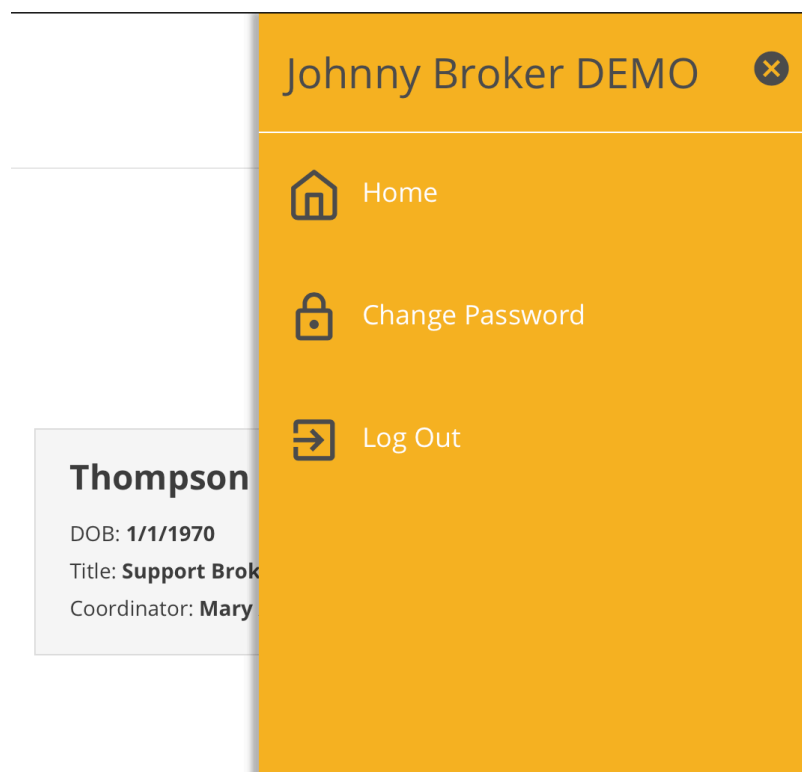 Johnny Broker DEMO
Home
Change Password
Log Out
Thompson
DOB: 1/1/1970
Title: Support Brok
Coordinator: Mary